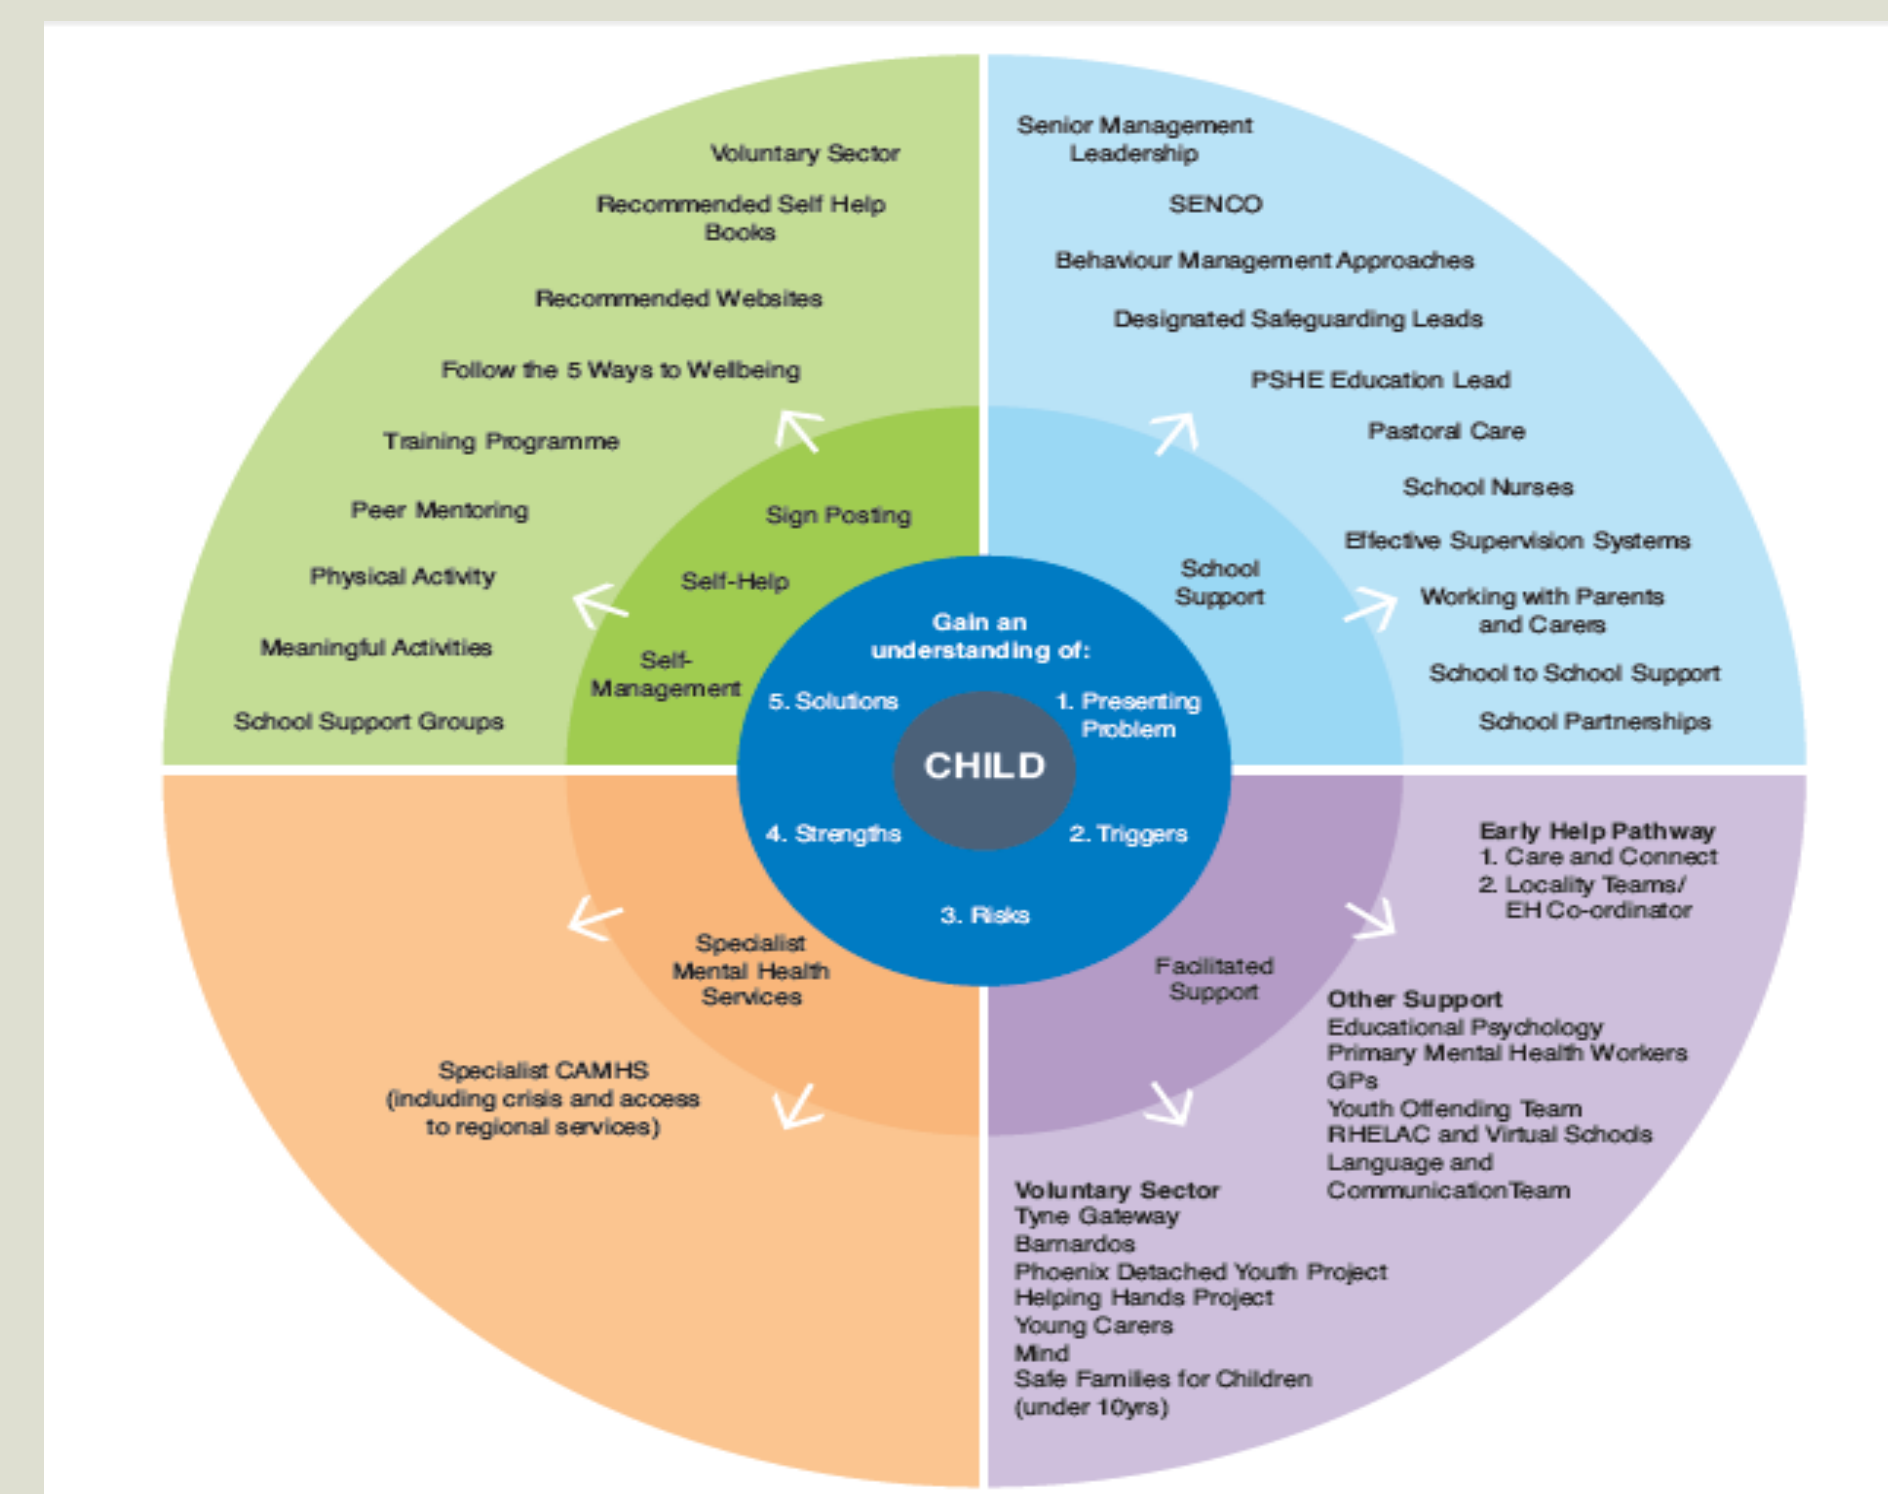 Voluntary Sector
Recommended Self Help
Books
Recommended Websites
Follow the 5 Ways to Wellbeing
Training Programme
Peer Mentoring
Physical Activity
Meaningful Activities
School Support Groups
Sign Posting
Self-Help
Self-
Management
Senior Management
Leadership
SENCO
Behaviour Management Approaches
Designated Safeguarding Leads
PSHE Education Lead
Pastoral Care
School Nurses
Effective Supervision Systems
Working with Parents
and Carers
School to School Support
School Partnerships
School
Support
Gain an
understanding of:
1. Presenting
Problem
2. Triggers
3. Risks
4. Strengths
5. Solutions
CHILD
Specialist
Mental Health
Services
Specialist CAMHS
(including crisis and access
to regional services)
Facilitated
Support
Early Help Pathway
1. Care and Connect
2. Locality Teams/
EH Co-ordinator
Other Support
Educational Psychology
Primary Mental Health Workers
GPs
Youth Offending Team
RHELAC and Virtual Schools
Language and
Communication Team
Voluntary Sector
Tyne Gateway
Barnardos
Phoenix Detached Youth Project
Helping Hands Project
Young Carers
Mind
Safe Families for Children
(under 10yrs)